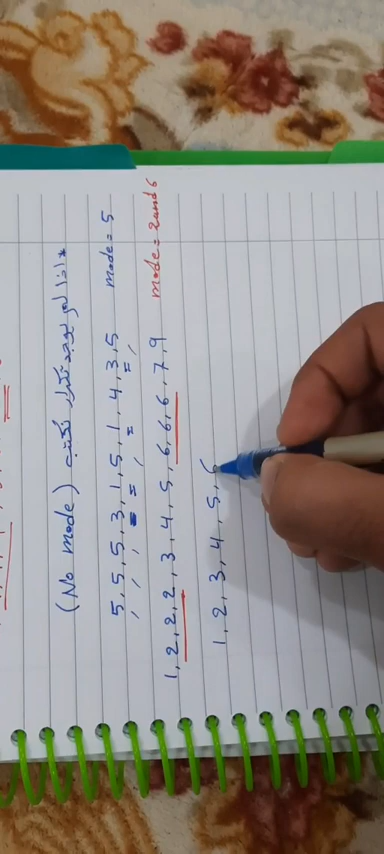 * اذا لم يوجد تكرار نكتب (No mode)
5, 5, 5, 3, 1, 5, 1, 4, 3, 5 mode = 5
1, 2, 2, 2, 3, 4, 5, 6, 6, 6, 7, 9 mode = 2 and 6
1, 2, 3, 4, 5, 6